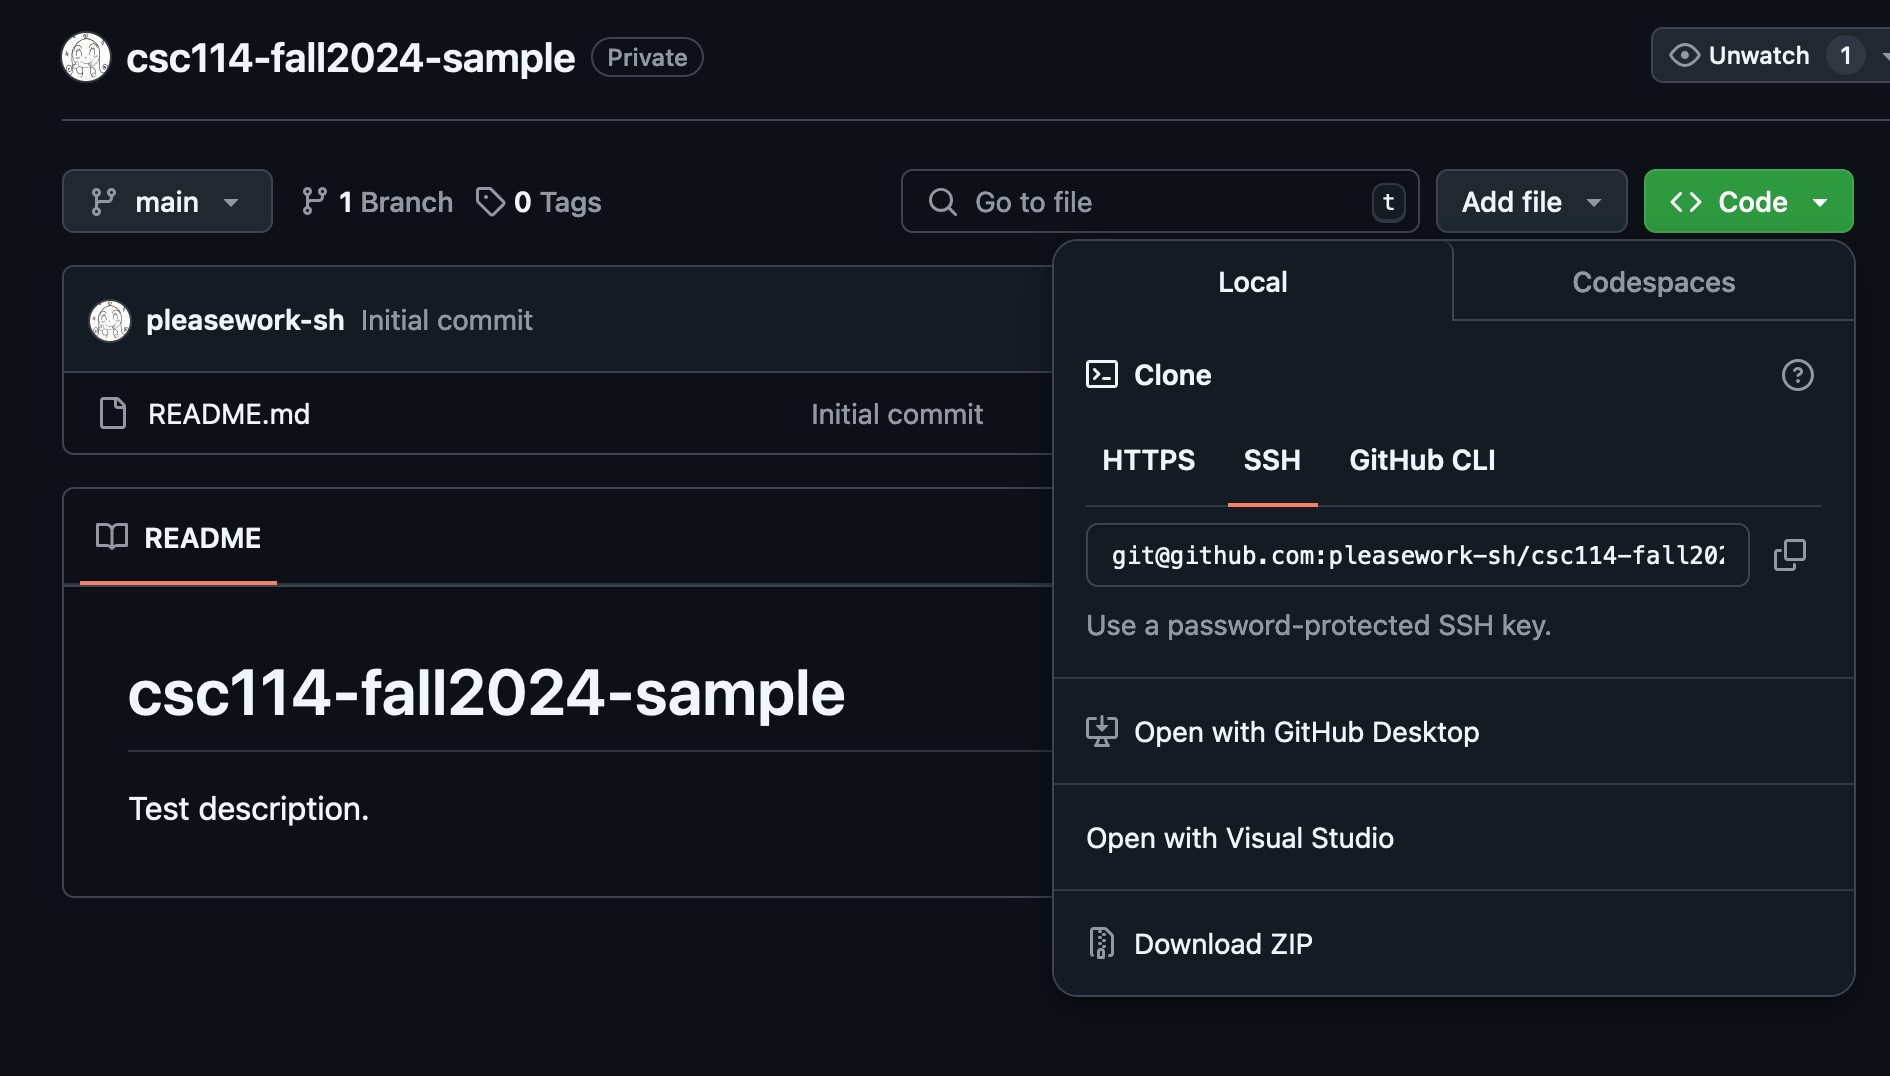 csc114-fall2024-sample Private
Unwatch 1
main 1 Branch 0 Tags
Go to file t
Add file
Code
pleasework-sh Initial commit
README.md Initial commit
README
csc114-fall2024-sample
Test description.
Local Codespaces
Clone
HTTPS SSH GitHub CLI
git@github.com:pleasework-sh/csc114-fall202
Use a password-protected SSH key.
Open with GitHub Desktop
Open with Visual Studio
Download ZIP